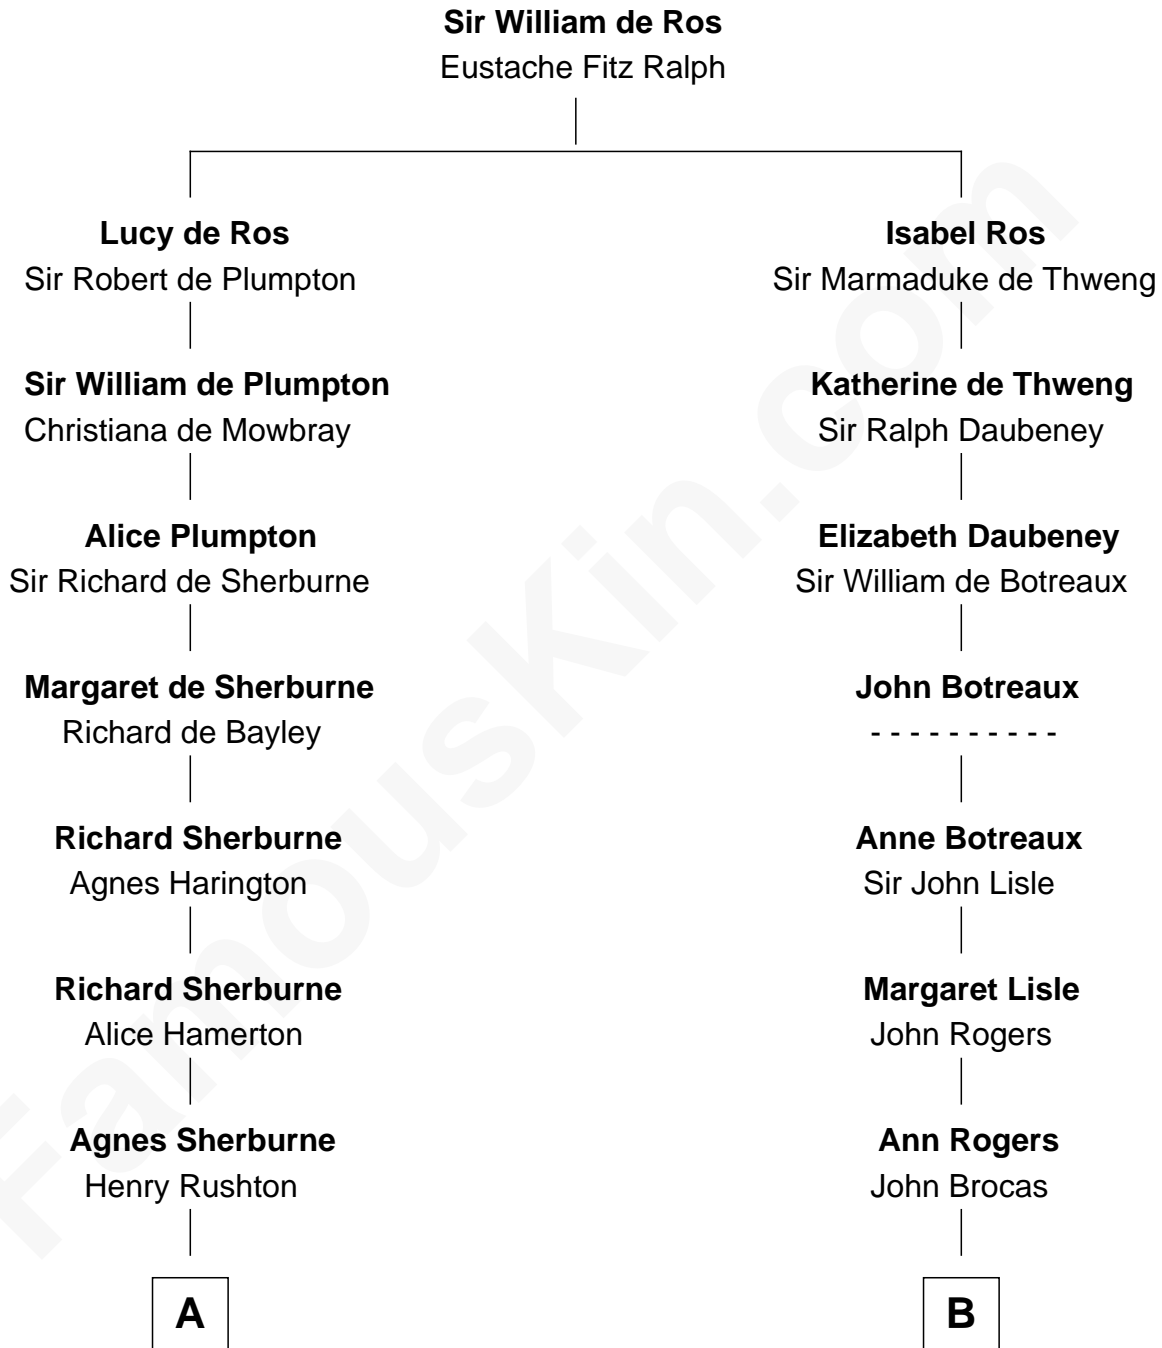 Sir William de Ros
Eustache Fitz Ralph
Lucy de Ros
Sir Robert de Plumpton
Isabel Ros
Sir Marmaduke de Thweng
Sir William de Plumpton
Christiana de Mowbray
Katherine de Thweng
Sir Ralph Daubeney
Alice Plumpton
Sir Richard de Sherburne
Elizabeth Daubeney
Sir William de Botreaux
Margaret de Sherburne
Richard de Bayley
John Botreaux
- - - - - - - - - -
Richard Sherburne
Agnes Harington
Anne Botreaux
Sir John Lisle
Richard Sherburne
Alice Hamerton
Margaret Lisle
John Rogers
Agnes Sherburne
Henry Rushton
Ann Rogers
John Brocas
A
B
FamousKin.com